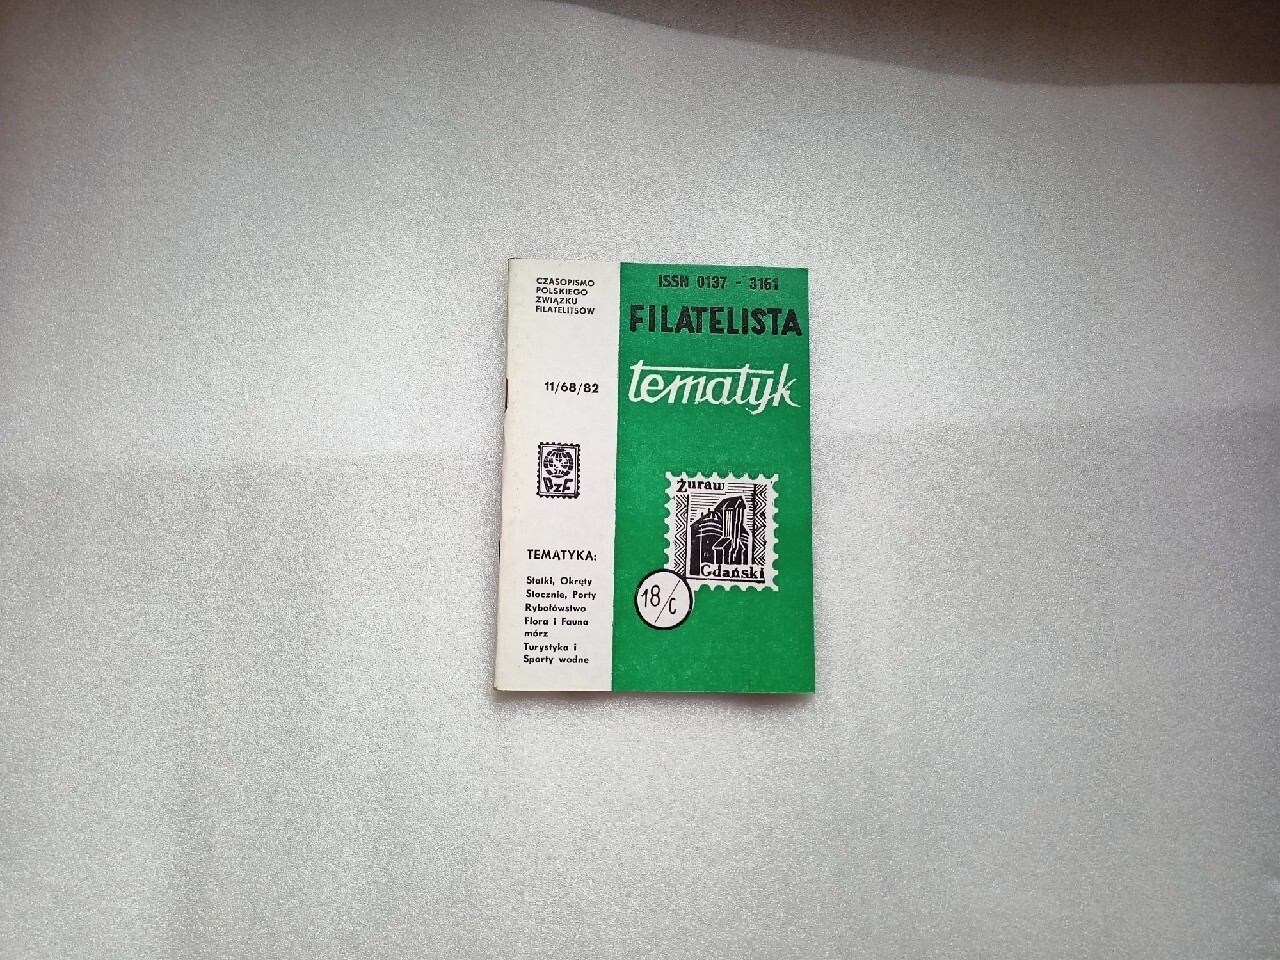 CZASOPISMO
POLSKIEGO
ZWIĄZKU
FILATELITSÓW
11/68/82
PzF
TEMATYKA:
Statki, Okręty
Stocznie, Porty
Rybołówstwo
Flora i Fauna
mórz
Turystyka i
Sporty wodne
ISSN 0137 - 3161
FILATELISTA
tematyk
Żuraw
Gdański
18/c